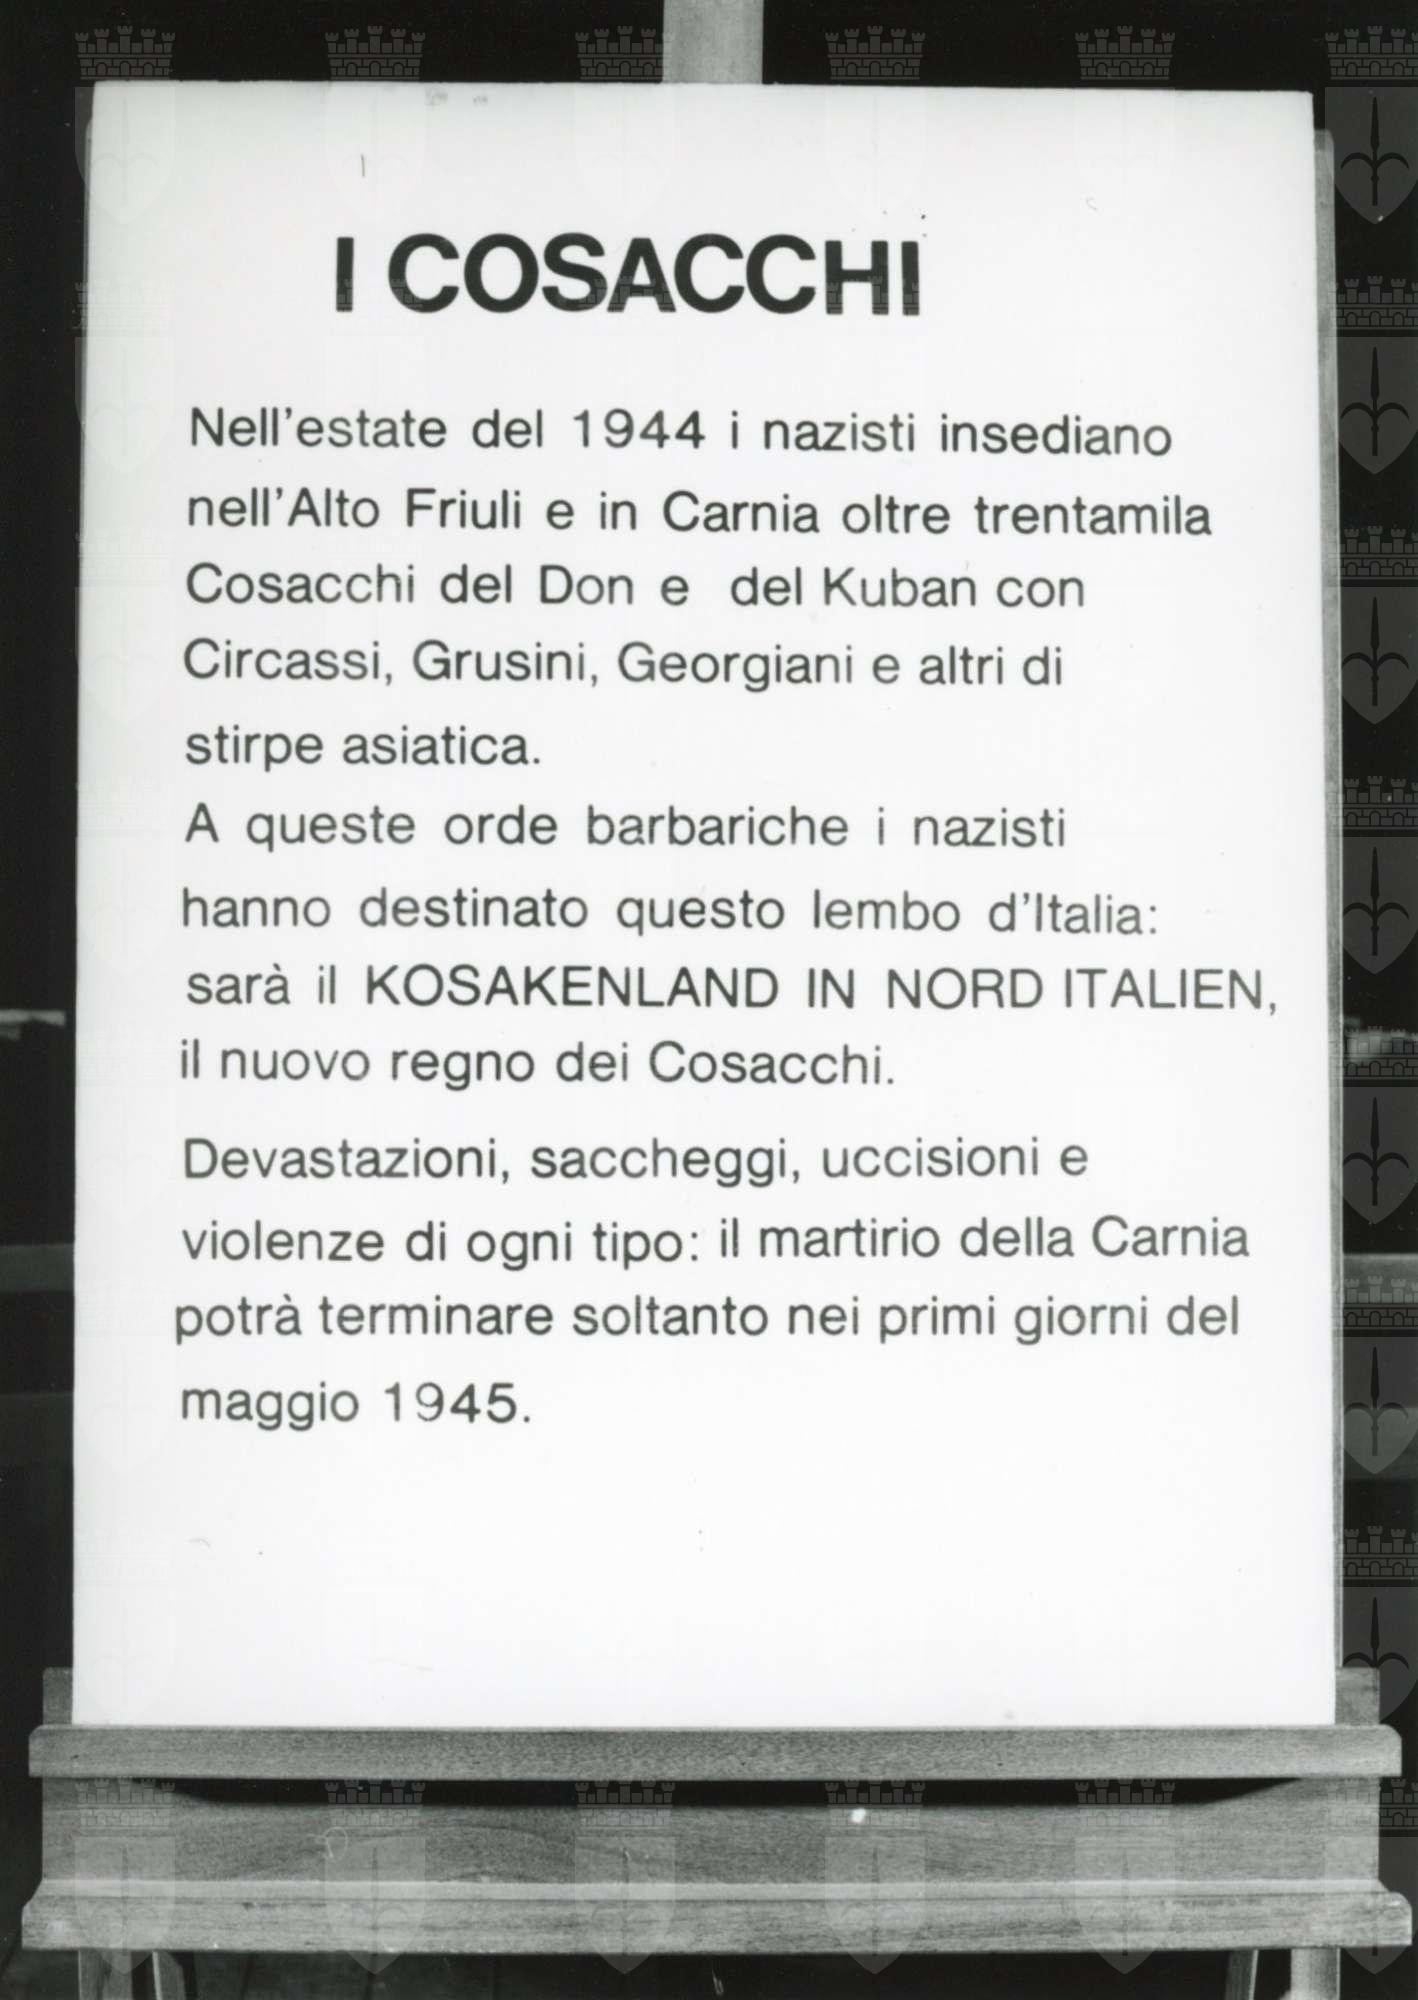 I COSACCHI
Nell'estate del 1944 i nazisti insediano
nell'Alto Friuli e in Carnia oltre trentamila
Cosacchi del Don e del Kuban con
Circassi, Grusini, Georgiani e altri di
stirpe asiatica.
A queste orde barbariche i nazisti
hanno destinato questo lembo d'Italia:
sarà il KOSAKENLAND IN NORD ITALIEN,
il nuovo regno dei Cosacchi.
Devastazioni, saccheggi, uccisioni e
violenze di ogni tipo: il martirio della Carnia
potrà terminare soltanto nei primi giorni del
maggio 1945.